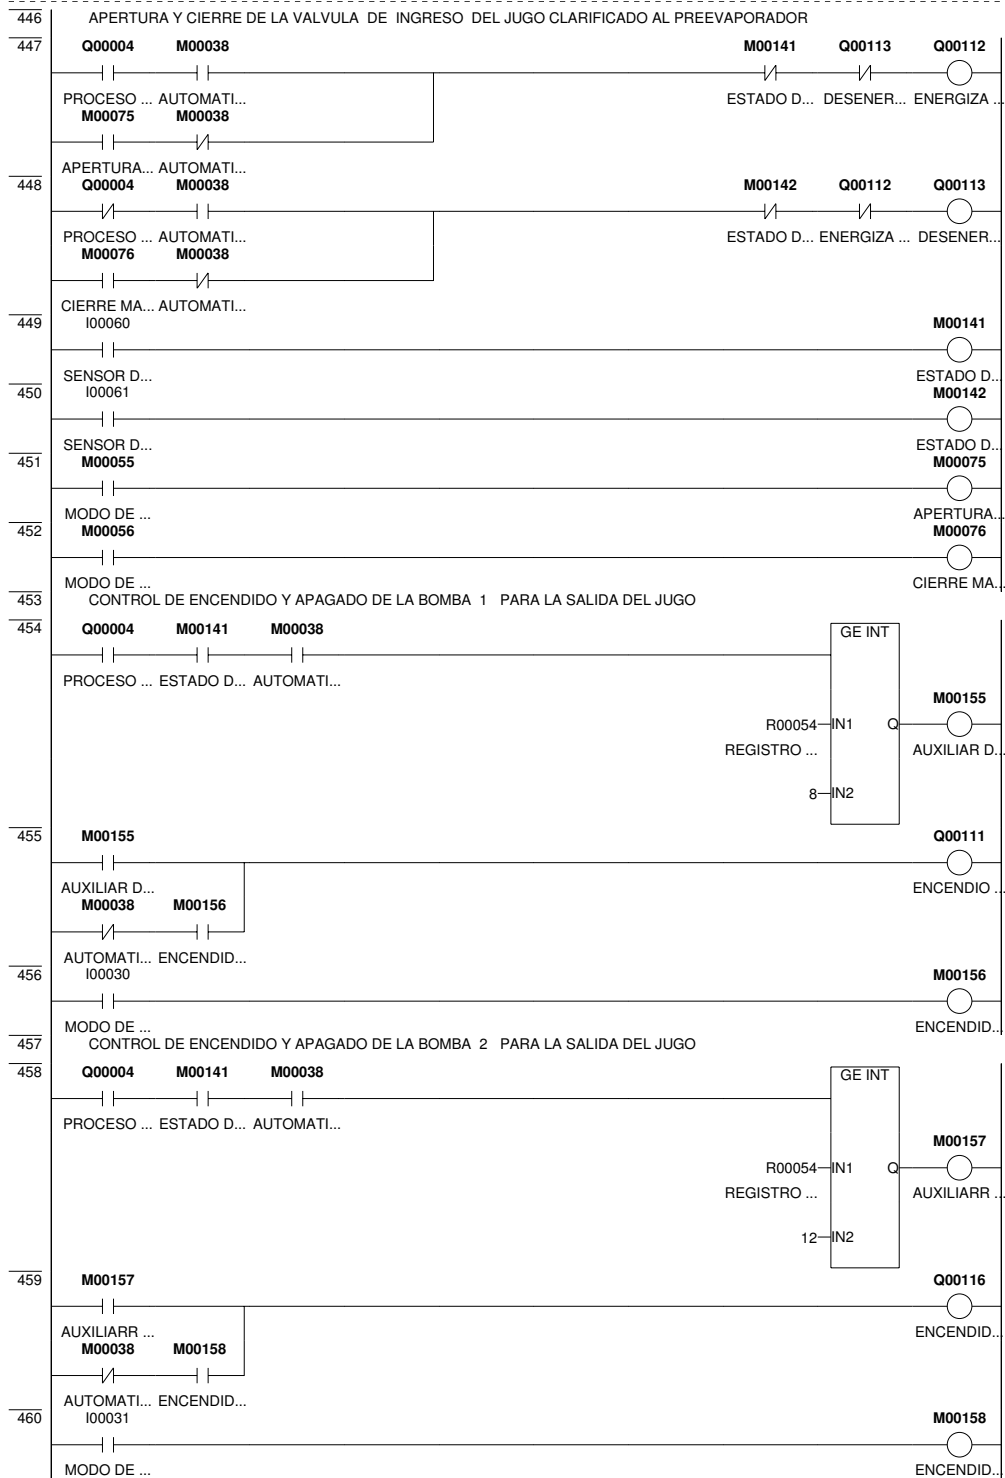 446 APERTURA Y CIERRE DE LA VALVULA DE INGRESO DEL JUGO CLARIFICADO AL PREEVAPORADOR
447 Q00004 M00038 M00141 Q00113 Q00112
PROCESO ... AUTOMATI... ESTADO D... DESENER... ENERGIZA ...
M00075 M00038
APERTURA... AUTOMATI...
448 Q00004 M00038 M00142 Q00112 Q00113
PROCESO ... AUTOMATI... ESTADO D... ENERGIZA ... DESENER...
M00076 M00038
CIERRE MA... AUTOMATI...
449 I00060 M00141
SENSOR D... ESTADO D...
450 I00061 M00142
SENSOR D... ESTADO D...
451 M00055 M00075
MODO DE ... APERTURA...
452 M00056 M00076
MODO DE ... CIERRE MA...
453 CONTROL DE ENCENDIDO Y APAGADO DE LA BOMBA 1 PARA LA SALIDA DEL JUGO
454 Q00004 M00141 M00038 GE INT
PROCESO ... ESTADO D... AUTOMATI...
M00155
R00054 IN1 Q
REGISTRO ... AUXILIAR D...
8 IN2
455 M00155 Q00111
AUXILIAR D... ENCENDIO ...
M00038 M00156
AUTOMATI... ENCENDID...
456 I00030 M00156
MODO DE ... ENCENDID...
457 CONTROL DE ENCENDIDO Y APAGADO DE LA BOMBA 2 PARA LA SALIDA DEL JUGO
458 Q00004 M00141 M00038 GE INT
PROCESO ... ESTADO D... AUTOMATI...
M00157
R00054 IN1 Q
REGISTRO ... AUXILIARR ...
12 IN2
459 M00157 Q00116
AUXILIARR ... ENCENDID...
M00038 M00158
AUTOMATI... ENCENDID...
460 I00031 M00158
MODO DE ... ENCENDID...